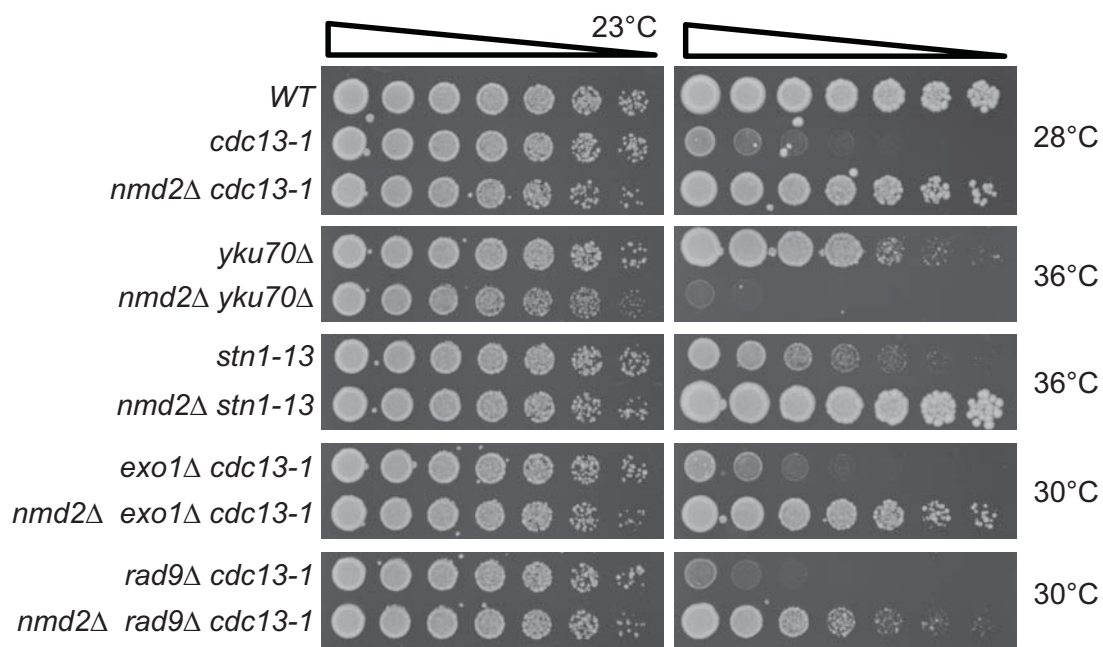 23°C
WT
cdc13-1
nmd2Δ cdc13-1
28°C
yku70Δ
nmd2Δ yku70Δ
36°C
stn1-13
nmd2Δ stn1-13
36°C
exo1Δ cdc13-1
nmd2Δ exo1Δ cdc13-1
30°C
rad9Δ cdc13-1
nmd2Δ rad9Δ cdc13-1
30°C